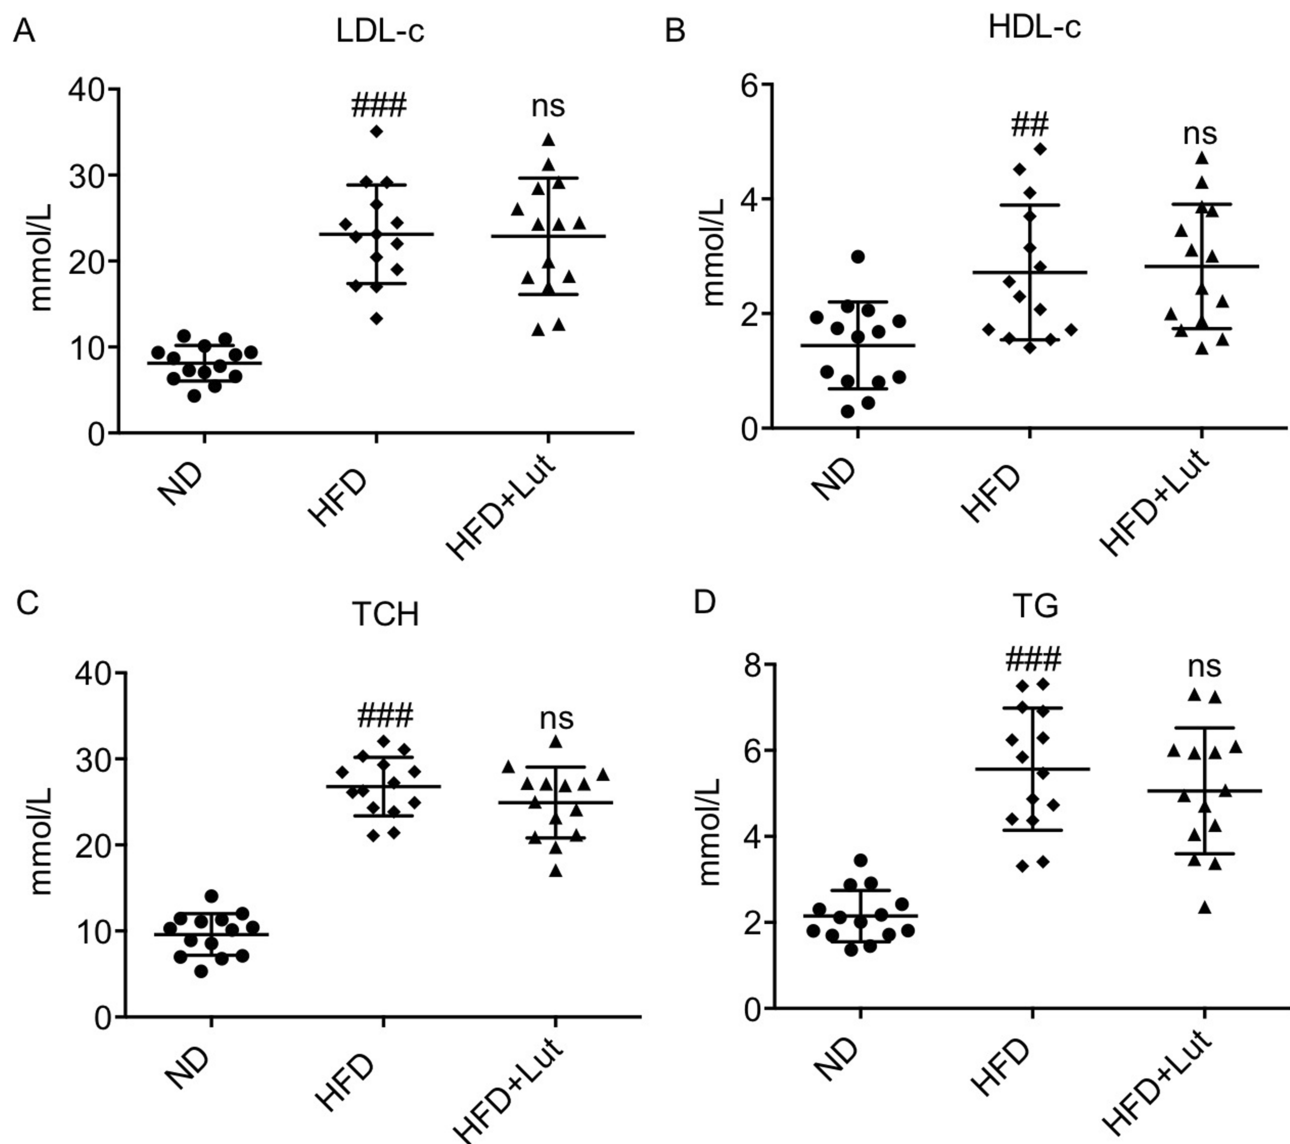 A
LDL-c
40
30
20
10
0
mmol/L
###
ns
ND
HFD
HFD+Lut
B
HDL-c
6
4
2
0
mmol/L
##
ns
ND
HFD
HFD+Lut
C
TCH
40
30
20
10
0
mmol/L
###
ns
ND
HFD
HFD+Lut
D
TG
8
6
4
2
0
mmol/L
###
ns
ND
HFD
HFD+Lut